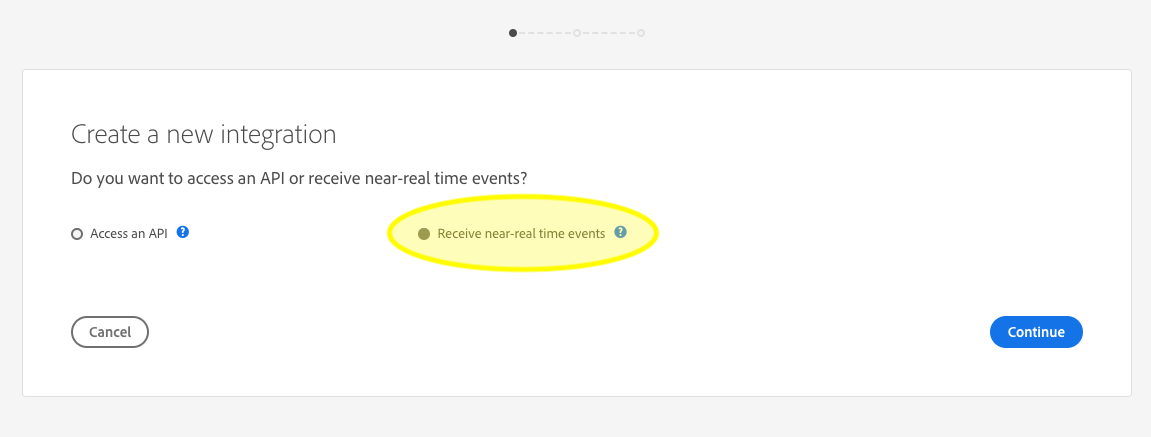 Create a new integration
Do you want to access an API or receive near-real time events?
Access an API ?
Receive near-real time events ?
Cancel
Continue